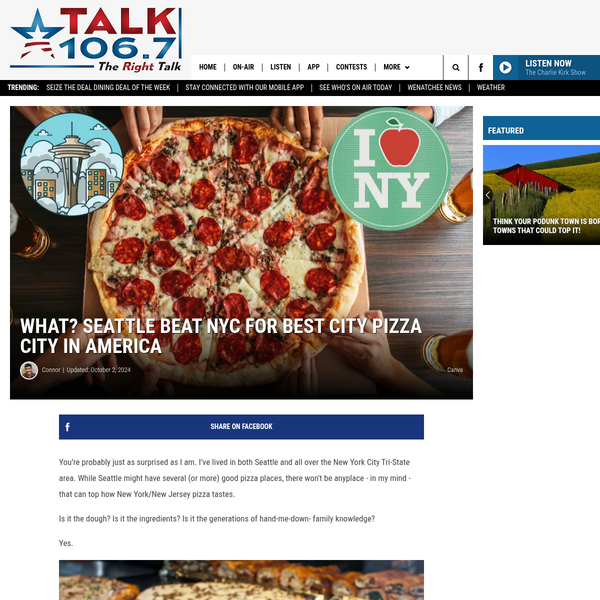 TALK
106.7
The Right Talk
HOME
ON-AIR
LISTEN
APP
CONTESTS
MORE
f
LISTEN NOW
The Charlie Kirk Show
TRENDING:
SEIZE THE DEAL DINING DEAL OF THE WEEK
STAY CONNECTED WITH OUR MOBILE APP
SEE WHO'S ON AIR TODAY
WENATCHEE NEWS
WEATHER
I
NY
WHAT? SEATTLE BEAT NYC FOR BEST CITY PIZZA
CITY IN AMERICA
Connor | Updated: October 2, 2024
Canva
FEATURED
THINK YOUR PODUNK TOWN IS BOR
TOWNS THAT COULD TOP IT!
f SHARE ON FACEBOOK
You're probably just as surprised as I am. I've lived in both Seattle and all over the New York City Tri-State
area. While Seattle might have several (or more) good pizza places, there won't be anyplace - in my mind -
that can top how New York/New Jersey pizza tastes.
Is it the dough? Is it the ingredients? Is it the generations of hand-me-down- family knowledge?
Yes.